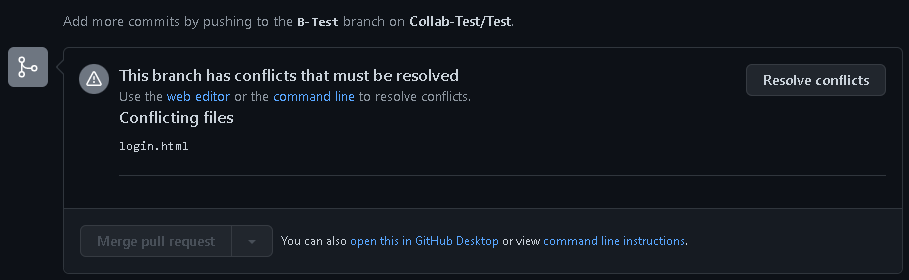 Add more commits by pushing to the B-Test branch on Collab-Test/Test.
This branch has conflicts that must be resolved
Resolve conflicts
Use the web editor or the command line to resolve conflicts.
Conflicting files
login.html
Merge pull request
You can also open this in GitHub Desktop or view command line instructions.